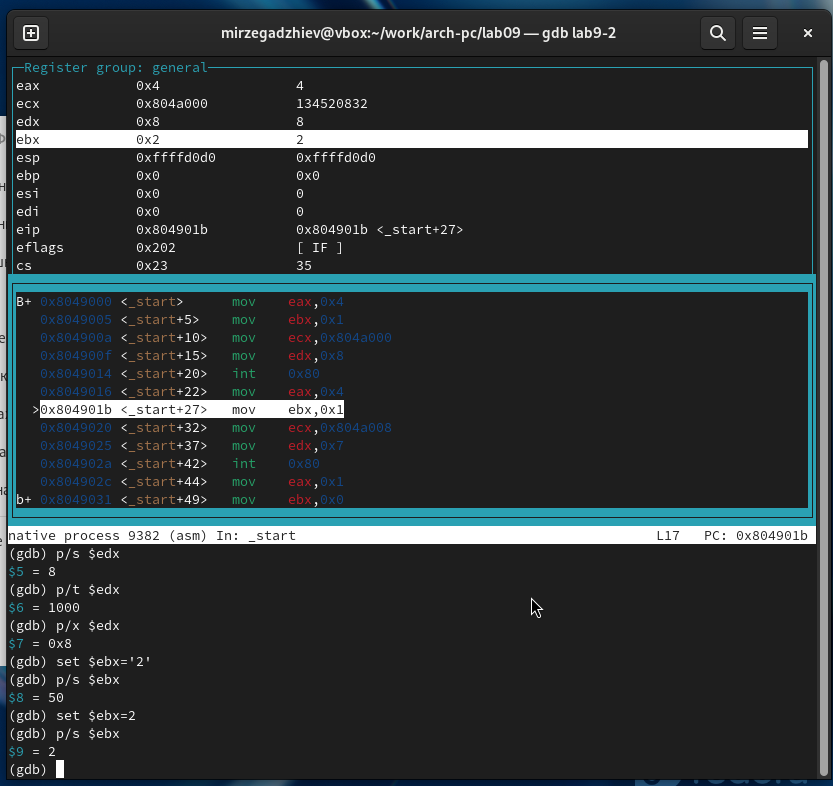 mirzegadzhiev@vbox:~/work/arch-pc/lab09 — gdb lab9-2
Register group: general
eax 0x4 4
ecx 0x804a000 134520832
edx 0x8 8
ebx 0x2 2
esp 0xffffd0d0 0xffffd0d0
ebp 0x0 0x0
esi 0x0 0
edi 0x0 0
eip 0x804901b 0x804901b <_start+27>
eflags 0x202 [ IF ]
cs 0x23 35
B+ 0x8049000 <_start> mov eax,0x4
0x8049005 <_start+5> mov ebx,0x1
0x804900a <_start+10> mov ecx,0x804a000
0x804900f <_start+15> mov edx,0x8
0x8049014 <_start+20> int 0x80
0x8049016 <_start+22> mov eax,0x4
>0x804901b <_start+27> mov ebx,0x1
0x8049020 <_start+32> mov ecx,0x804a008
0x8049025 <_start+37> mov edx,0x7
0x804902a <_start+42> int 0x80
0x804902c <_start+44> mov eax,0x1
b+ 0x8049031 <_start+49> mov ebx,0x0
native process 9382 (asm) In: _start L17 PC: 0x804901b
(gdb) p/s $edx
$5 = 8
(gdb) p/t $edx
$6 = 1000
(gdb) p/x $edx
$7 = 0x8
(gdb) set $ebx='2'
(gdb) p/s $ebx
$8 = 50
(gdb) set $ebx=2
(gdb) p/s $ebx
$9 = 2
(gdb)